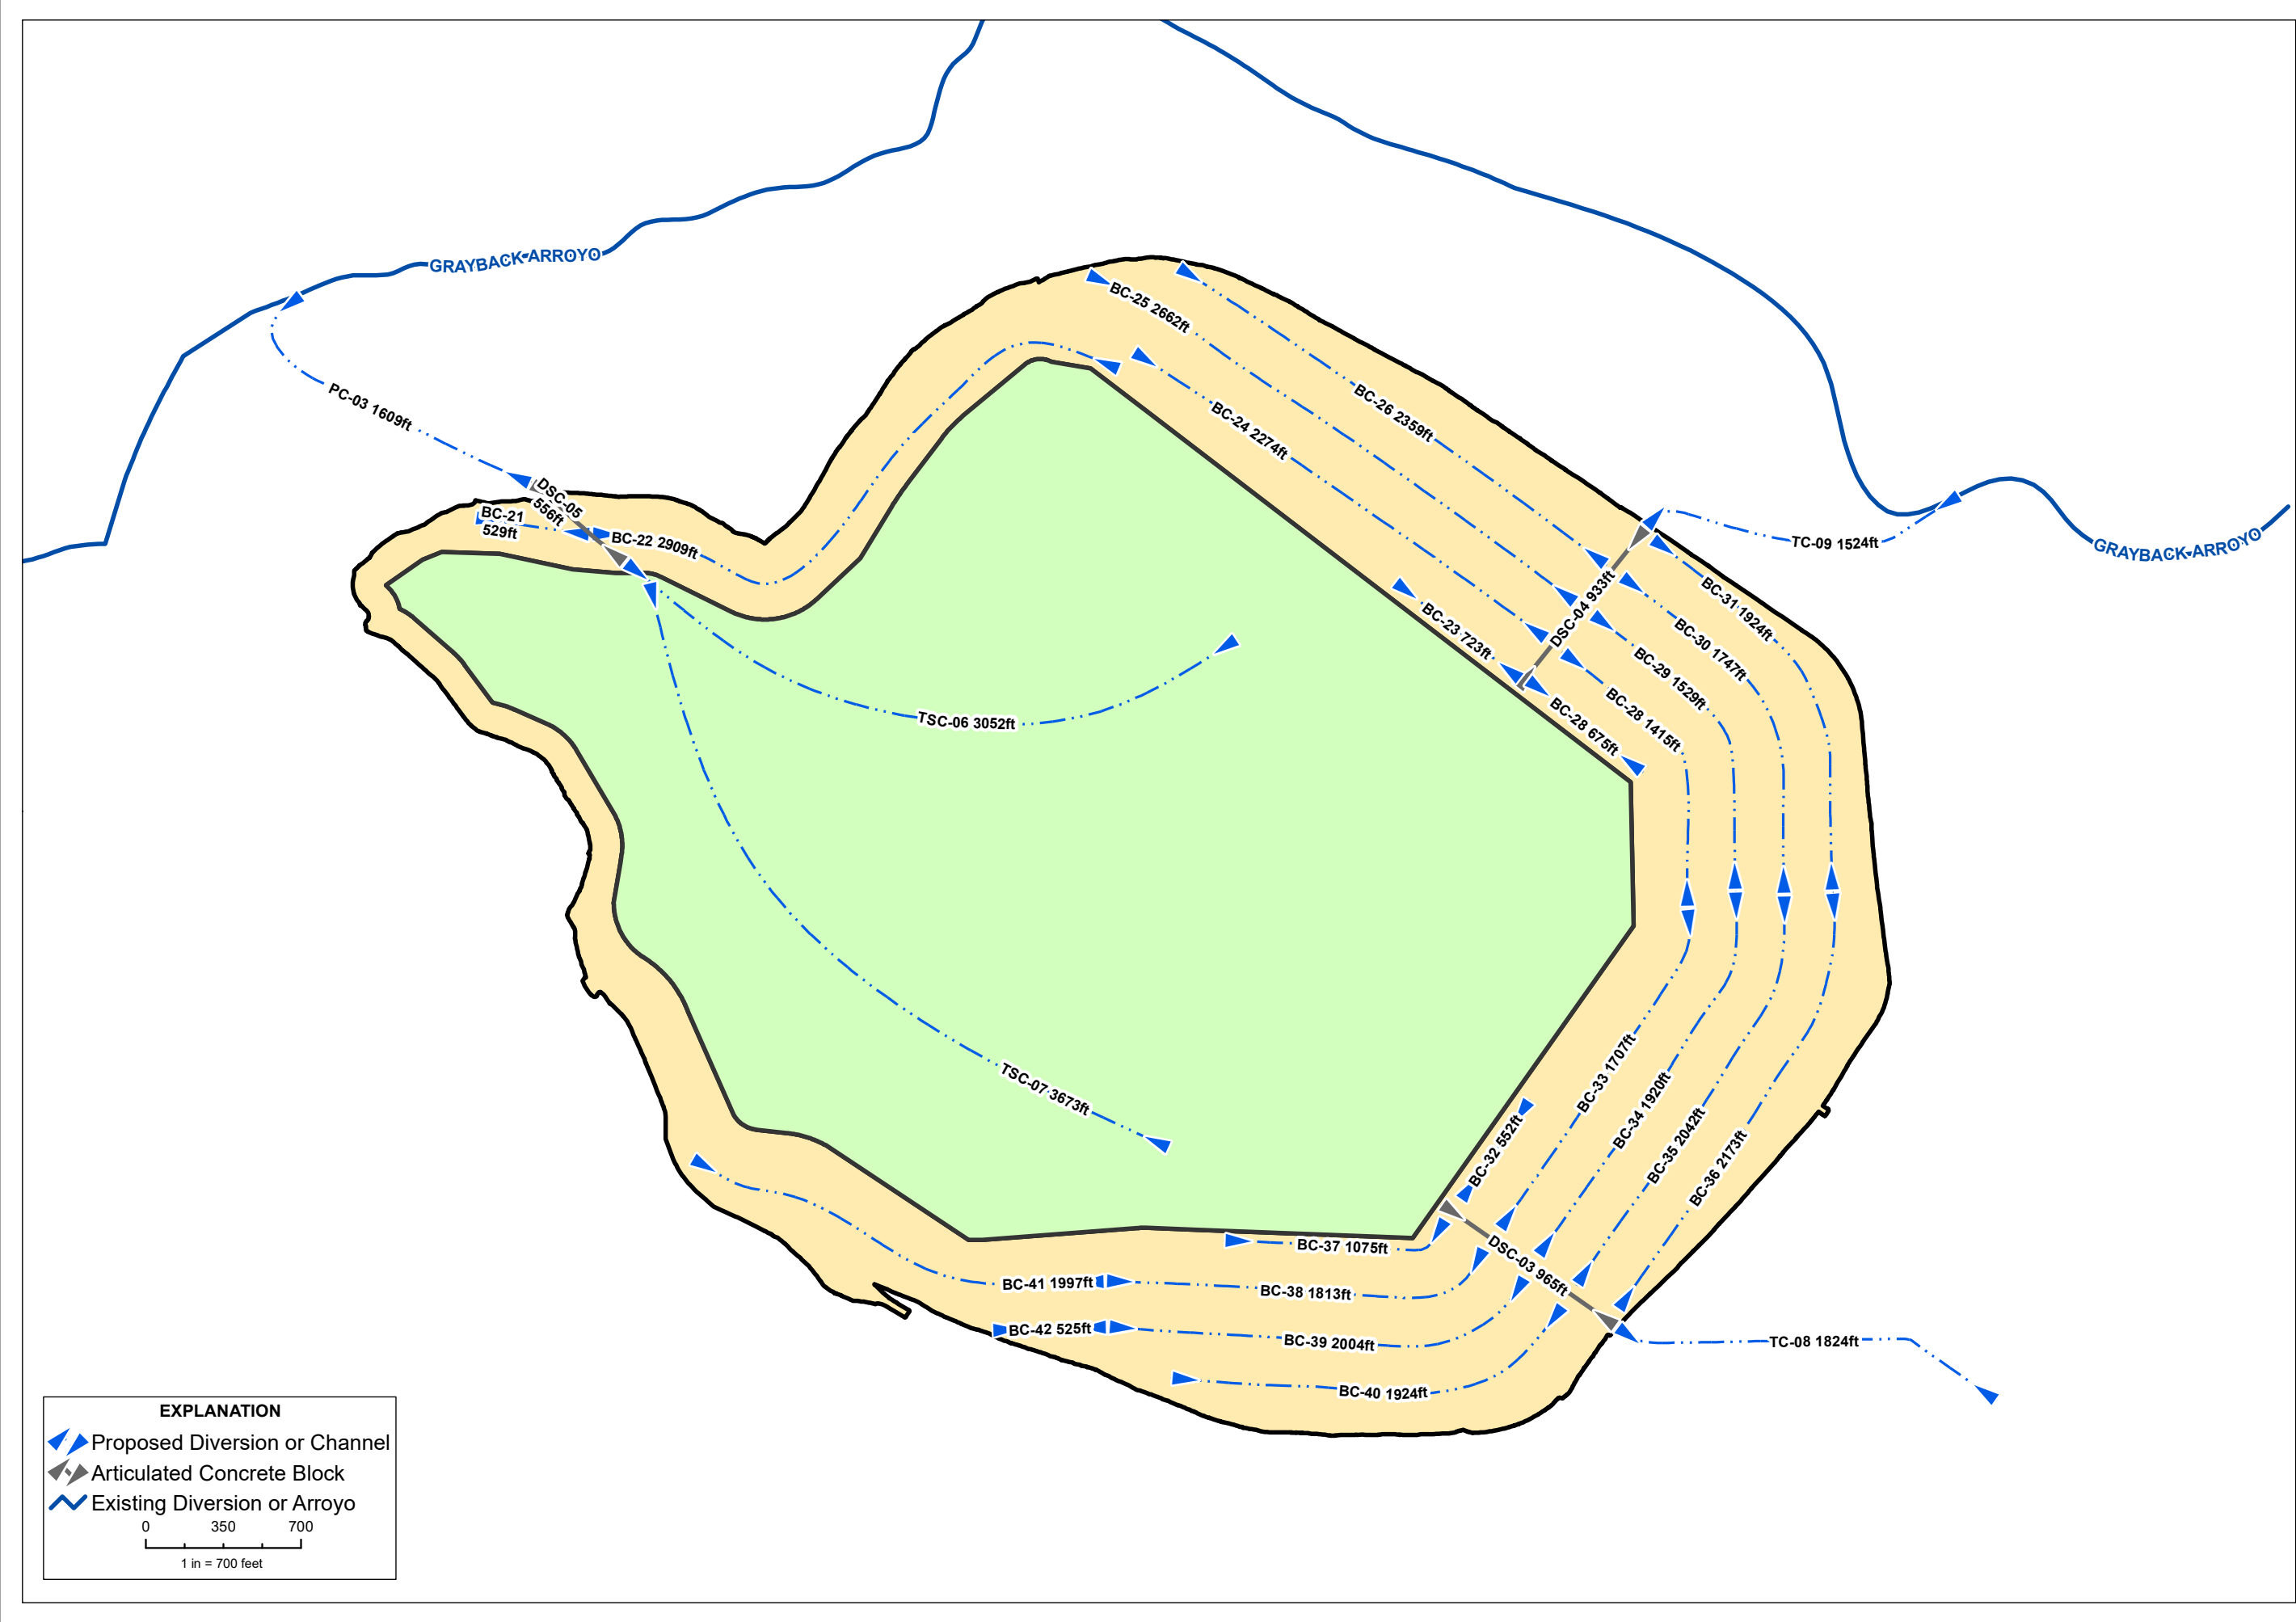 GRAYBACK ARROYO
BC-25 2662ft
PC-03 1609ft
BC-26 2359ft
BC-24 2274ft
DSC-05
556ft
BC-21
529ft
BC-22 2909ft
TC-09 1524ft
GRAYBACK ARROYO
DSC-04 933ft
BC-31 1924ft
BC-23 723ft
BC-30 1747ft
BC-29 1529ft
BC-28 1415ft
BC-28 675ft
TSC-06 3052ft
TSC-07 3673ft
BC-33 1707ft
BC-34 1920ft
BC-35 2042ft
BC-36 2173ft
BC-32 552ft
BC-37 1075ft
DSC-03 965ft
BC-41 1997ft
BC-38 1813ft
BC-42 525ft
BC-39 2004ft
TC-08 1824ft
BC-40 1924ft
EXPLANATION
Proposed Diversion or Channel
Articulated Concrete Block
Existing Diversion or Arroyo
0 350 700
1 in = 700 feet